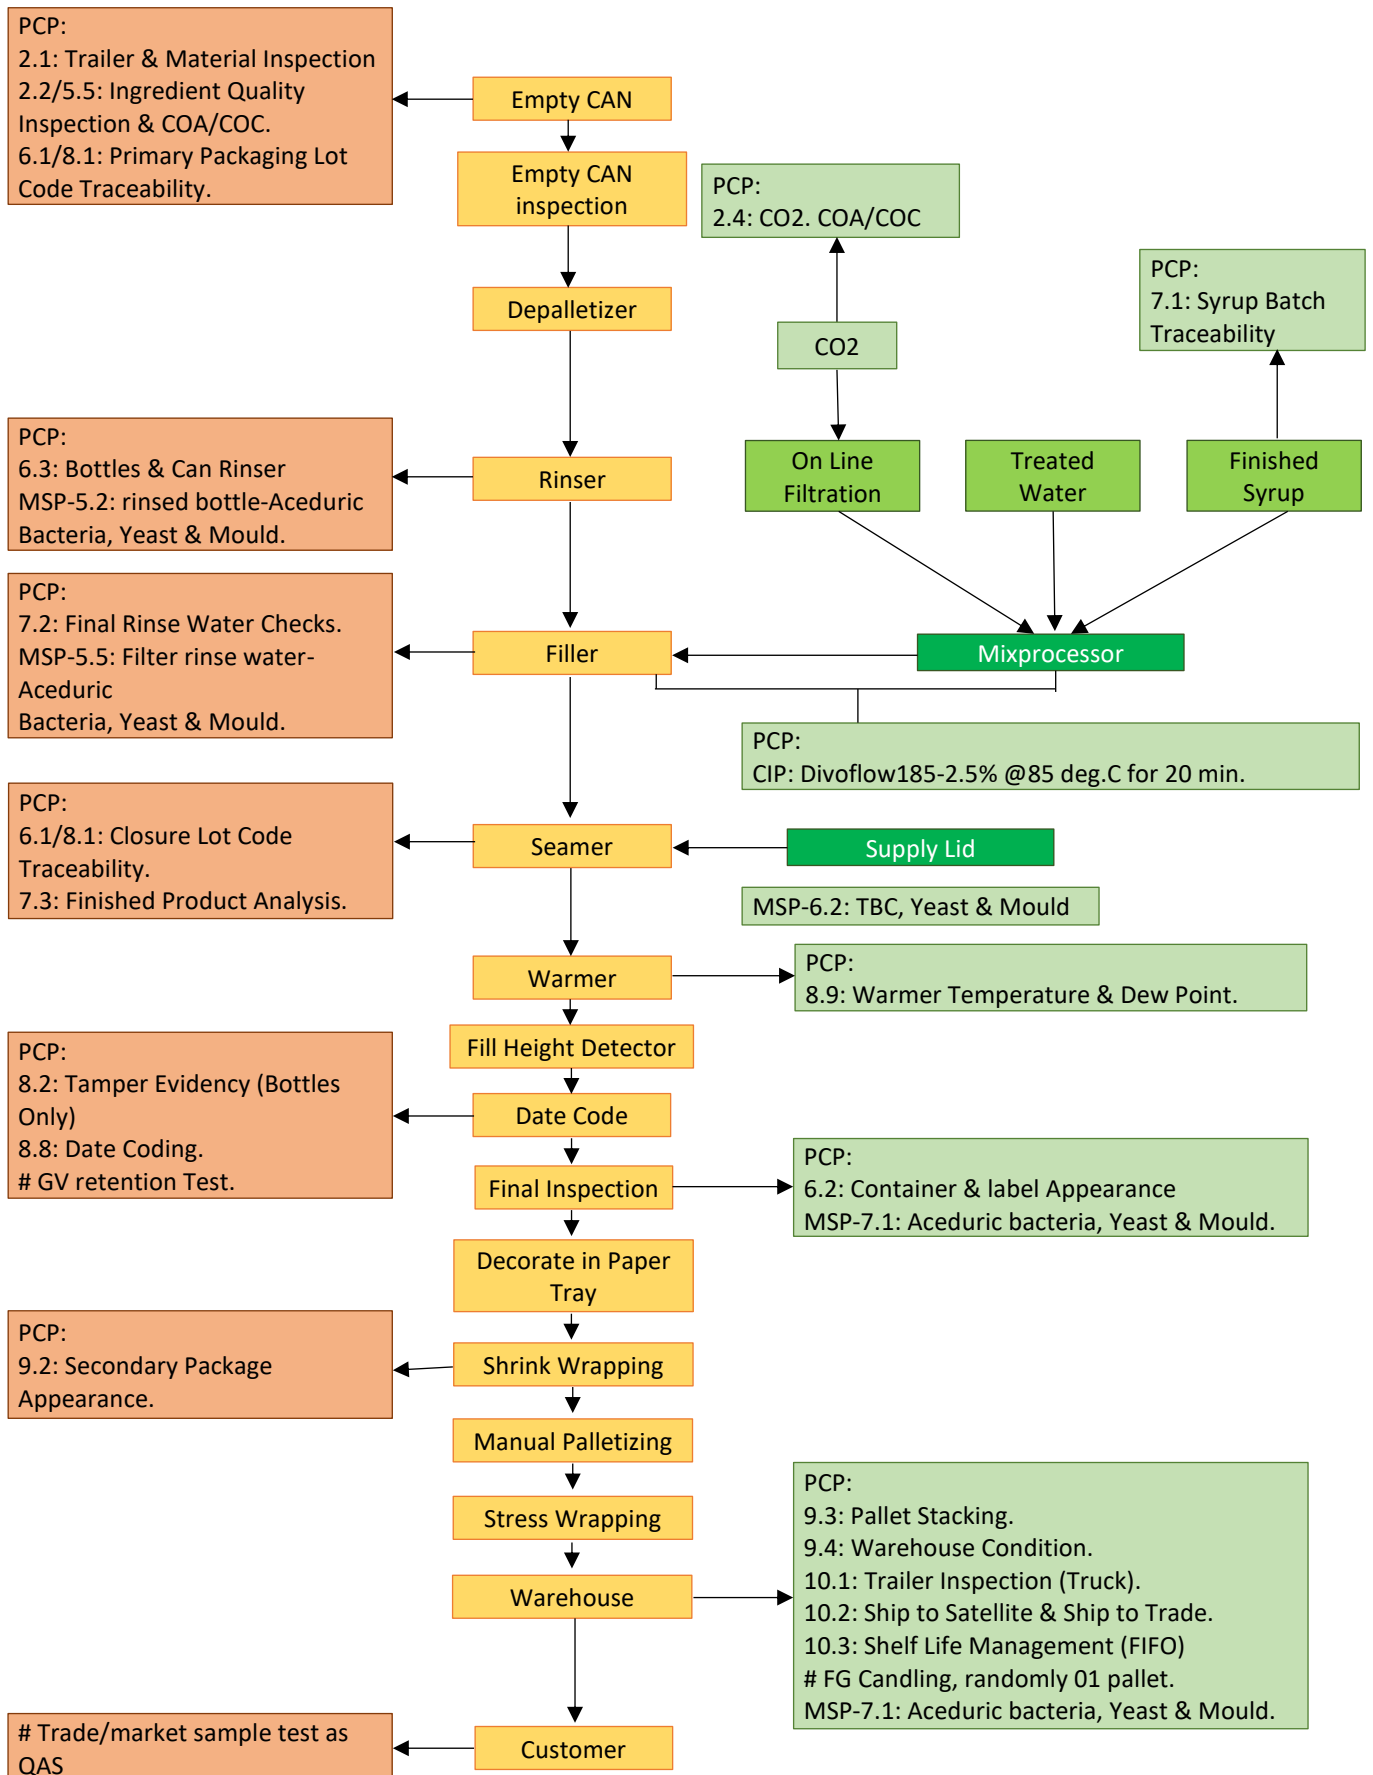 PCP:
2.1: Trailer & Material Inspection
2.2/5.5: Ingredient Quality
Inspection & COA/COC.
6.1/8.1: Primary Packaging Lot
Code Traceability.
Empty CAN
Empty CAN
inspection
PCP:
2.4: CO2. COA/COC
PCP:
7.1: Syrup Batch
Traceability
Depalletizer
CO2
PCP:
6.3: Bottles & Can Rinser
MSP-5.2: rinsed bottle-Aceduric
Bacteria, Yeast & Mould.
Rinser
On Line
Filtration
Treated
Water
Finished
Syrup
PCP:
7.2: Final Rinse Water Checks.
MSP-5.5: Filter rinse water-
Aceduric
Bacteria, Yeast & Mould.
Filler
Mixprocessor
PCP:
CIP: Divoflow185-2.5% @85 deg.C for 20 min.
PCP:
6.1/8.1: Closure Lot Code
Traceability.
7.3: Finished Product Analysis.
Seamer
Supply Lid
MSP-6.2: TBC, Yeast & Mould
Warmer
PCP:
8.9: Warmer Temperature & Dew Point.
Fill Height Detector
PCP:
8.2: Tamper Evidency (Bottles
Only)
8.8: Date Coding.
# GV retention Test.
Date Code
Final Inspection
PCP:
6.2: Container & label Appearance
MSP-7.1: Aceduric bacteria, Yeast & Mould.
Decorate in Paper
Tray
PCP:
9.2: Secondary Package
Appearance.
Shrink Wrapping
Manual Palletizing
Stress Wrapping
Warehouse
PCP:
9.3: Pallet Stacking.
9.4: Warehouse Condition.
10.1: Trailer Inspection (Truck).
10.2: Ship to Satellite & Ship to Trade.
10.3: Shelf Life Management (FIFO)
# FG Candling, randomly 01 pallet.
MSP-7.1: Aceduric bacteria, Yeast & Mould.
# Trade/market sample test as
QAS
Customer